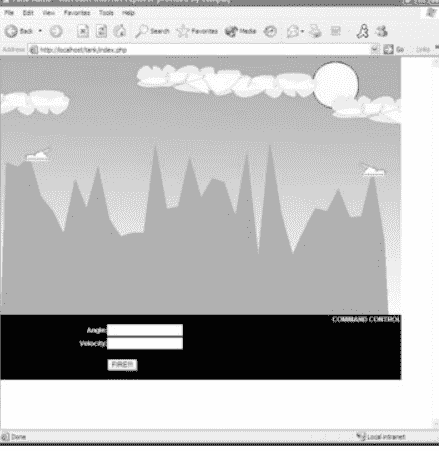 File Edit View Favorites Tools Help
Back Search Favorites Media
Address http://localhost/tank/index.php Go Links
COMMAND CONTROL
Angle:
Velocity:
FIRE!!!
Done Local intranet